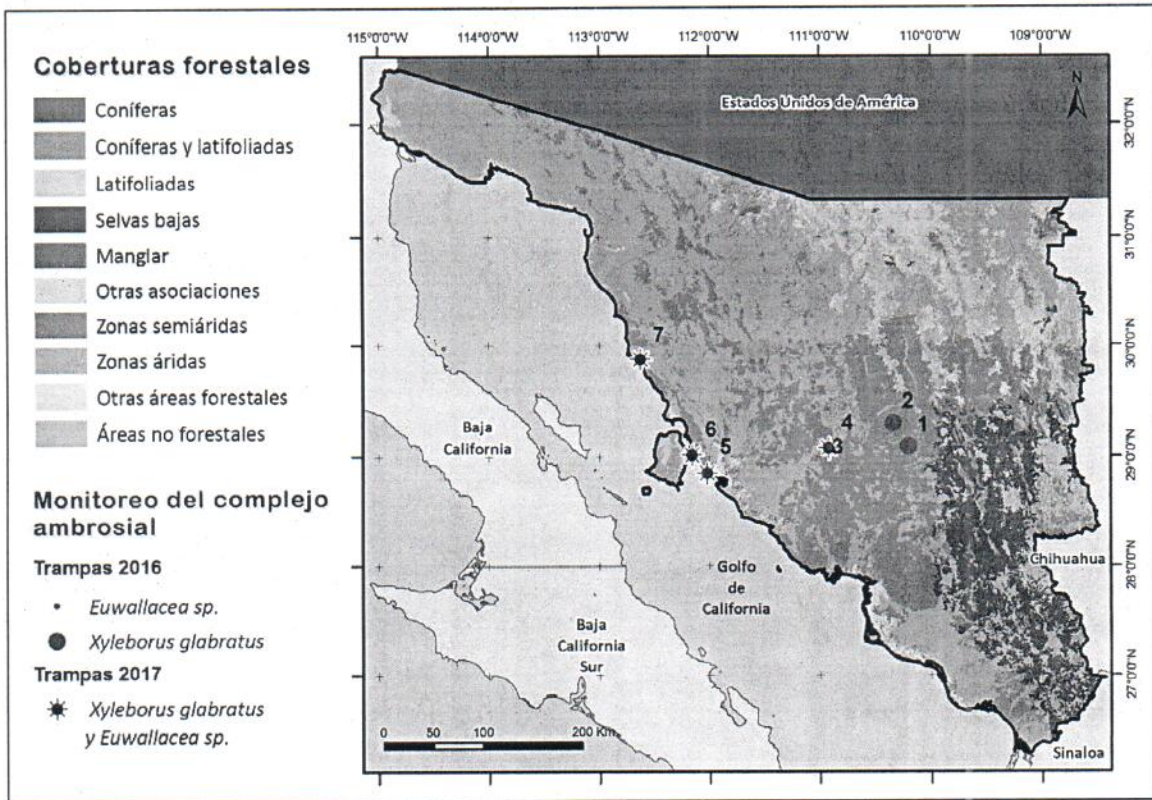 Coberturas forestales
Coníferas
Coníferas y latifoliadas
Latifoliadas
Selvas bajas
Manglar
Otras asociaciones
Zonas semiáridas
Zonas áridas
Otras áreas forestales
Áreas no forestales
Monitoreo del complejo
ambrosial
Trampas 2016
Euwallacea sp.
Xyleborus glabratus
Trampas 2017
Xyleborus glabratus
y Euwallacea sp.
115°0'0"W 114°0'0"W 113°0'0"W 112°0'0"W 111°0'0"W 110°0'0"W 109°0'0"W
N
Estados Unidos de América
32°0'0"N
31°0'0"N
30°0'0"N
29°0'0"N
28°0'0"N
27°0'0"N
7
2
1
4
3
6
5
Baja
California
Golfo
de
California
Chihuahua
Baja
California
Sur
Sinaloa
0 50 100 200 Km